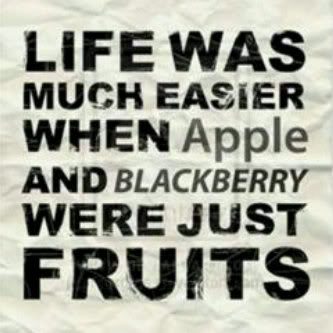 LIFE WAS
MUCH EASIER
WHEN Apple
AND BLACKBERRY
WERE JUST
FRUITS